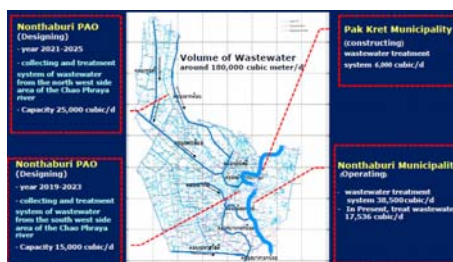 Nonthaburi PAO
(Designing)
- year 2021-2025
- collecting and treatment
system of wastewater
from the north west side
area of the Chao Phraya
river
- Capacity 25,000 cubic/d
Nonthaburi PAO
(Designing)
- year 2019-2023
- collecting and treatment
system of wastewater
from the south west side
area of the Chao Phraya
river
- Capacity 15,000 cubic/d
Volume of Wastewater
around 180,000 cubic meter/d
Pak Kret Municipality
(constructing)
wastewater treatment
system 6,000 cubic/d
Nonthaburi Municipalit
(Operating)
- wastewater treatment
system 38,500cubic/d
- In Present, treat wastewate
17,536 cubic/d